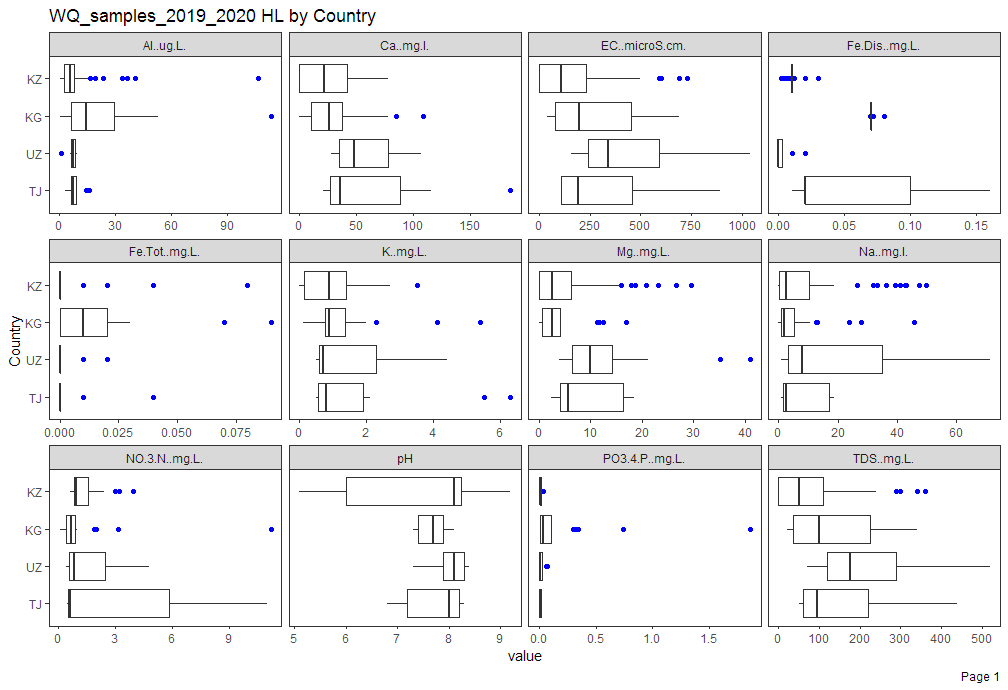 WQ_samples_2019_2020 HL by Country
Al..ug.L. Ca..mg.l. EC..microS.cm. Fe.Dis..mg.L.
KZ
KG
UZ
TJ
0 30 60 90 0 50 100 150 0 250 500 750 1000 0.00 0.05 0.10 0.15
Fe.Tot..mg.L. K..mg.L. Mg..mg.L. Na..mg.l.
KZ
KG
UZ
TJ
0.000 0.025 0.050 0.075 0 2 4 6 0 10 20 30 40 0 20 40 60
Country
NO.3.N..mg.L. pH PO3.4.P..mg.L. TDS..mg.L.
KZ
KG
UZ
TJ
0 3 6 9 5 6 7 8 9 0.0 0.5 1.0 1.5 0 100 200 300 400 500
value
Page 1